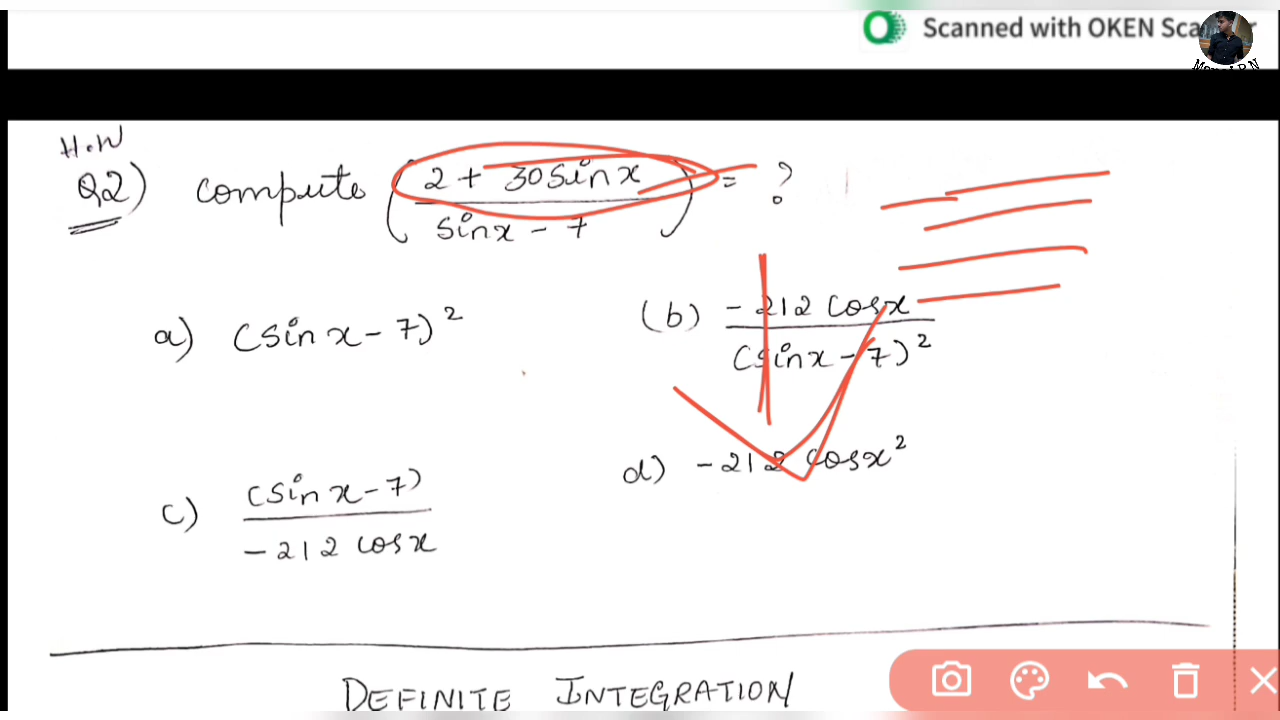 Scanned with OKEN Sca r
H.W
Q2) compute (2 + 30 sin x / sin x - 7) = ?
a) (sin x - 7)²
(b) -212 cos x / (sin x - 7)²
c) (sin x - 7) / -212 cos x
d) -212 cos x²
DEFINITE INTEGRATION